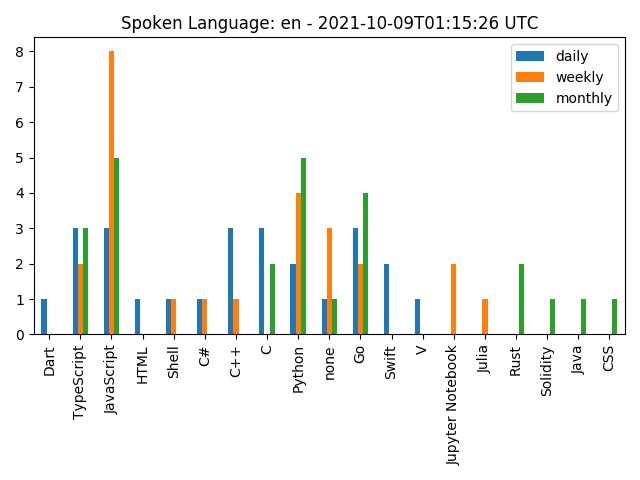 Spoken Language: en - 2021-10-09T01:15:26 UTC
daily
weekly
monthly
8
7
6
5
4
3
2
1
0
Dart
TypeScript
JavaScript
HTML
Shell
C#
C++
C
Python
none
Go
Swift
V
Jupyter Notebook
Julia
Rust
Solidity
Java
CSS